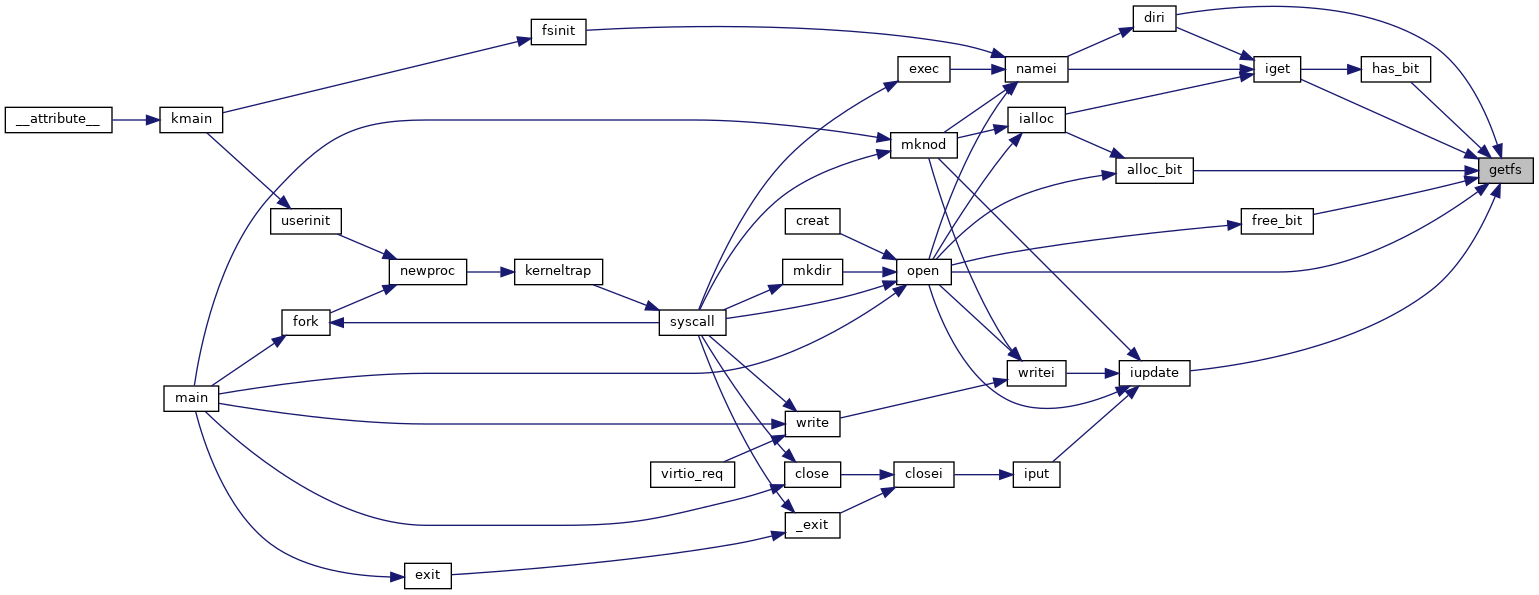 diri
fsinit
namei
exec
iget
has_bit
__attribute__
kmain
ialloc
mknod
alloc_bit
getfs
userinit
creat
free_bit
newproc
kerneltrap
mkdir
open
fork
syscall
writei
iupdate
main
write
virtio_req
close
closei
iput
_exit
exit